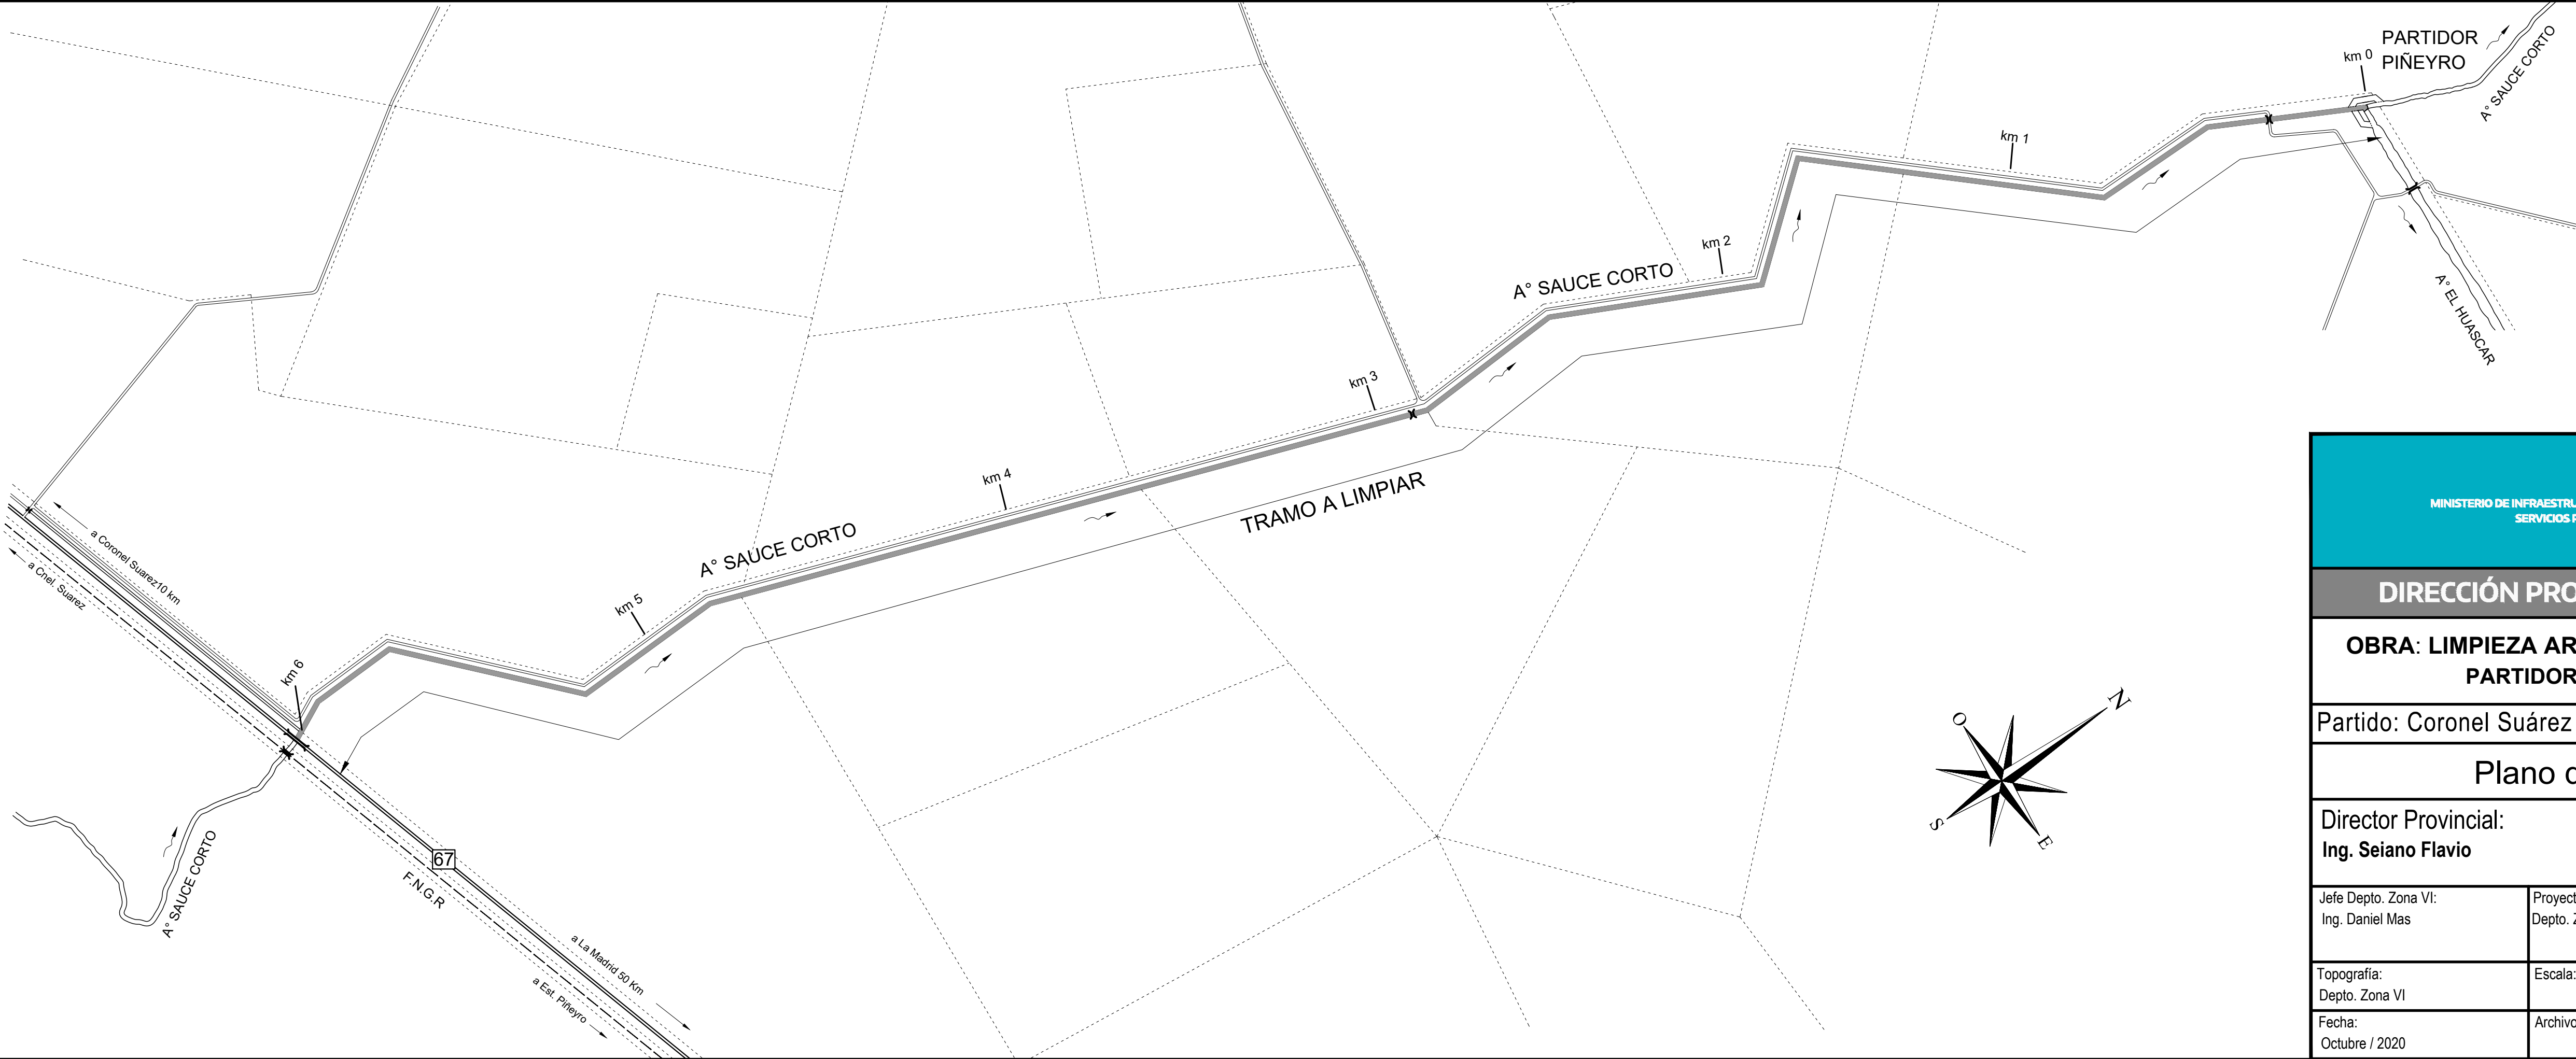 PARTIDOR
PIÑEYRO
km 0
A° SAUCE CORTO
km 1
km 2
A° SAUCE CORTO
A° EL HUASCAR
km 3
km 4
TRAMO A LIMPIAR
A° SAUCE CORTO
km 5
km 6
a Coronel Suarez10 km
a Cnel. Suarez
A° SAUCE CORTO
67
F.N.G.R
a La Madrid 50 Km
a Est. Piñeyro
N
O
S
E
MINISTERIO DE INFRAESTRU
SERVICIOS P
DIRECCIÓN PRO
OBRA: LIMPIEZA AR
PARTIDOR
Partido: Coronel Suárez
Plano
Director Provincial:
Ing. Seiano Flavio
Jefe Depto. Zona VI:
Ing. Daniel Mas
Proyect
Depto. Z
Topografía:
Depto. Zona VI
Escala:
Fecha:
Octubre / 2020
Archivo